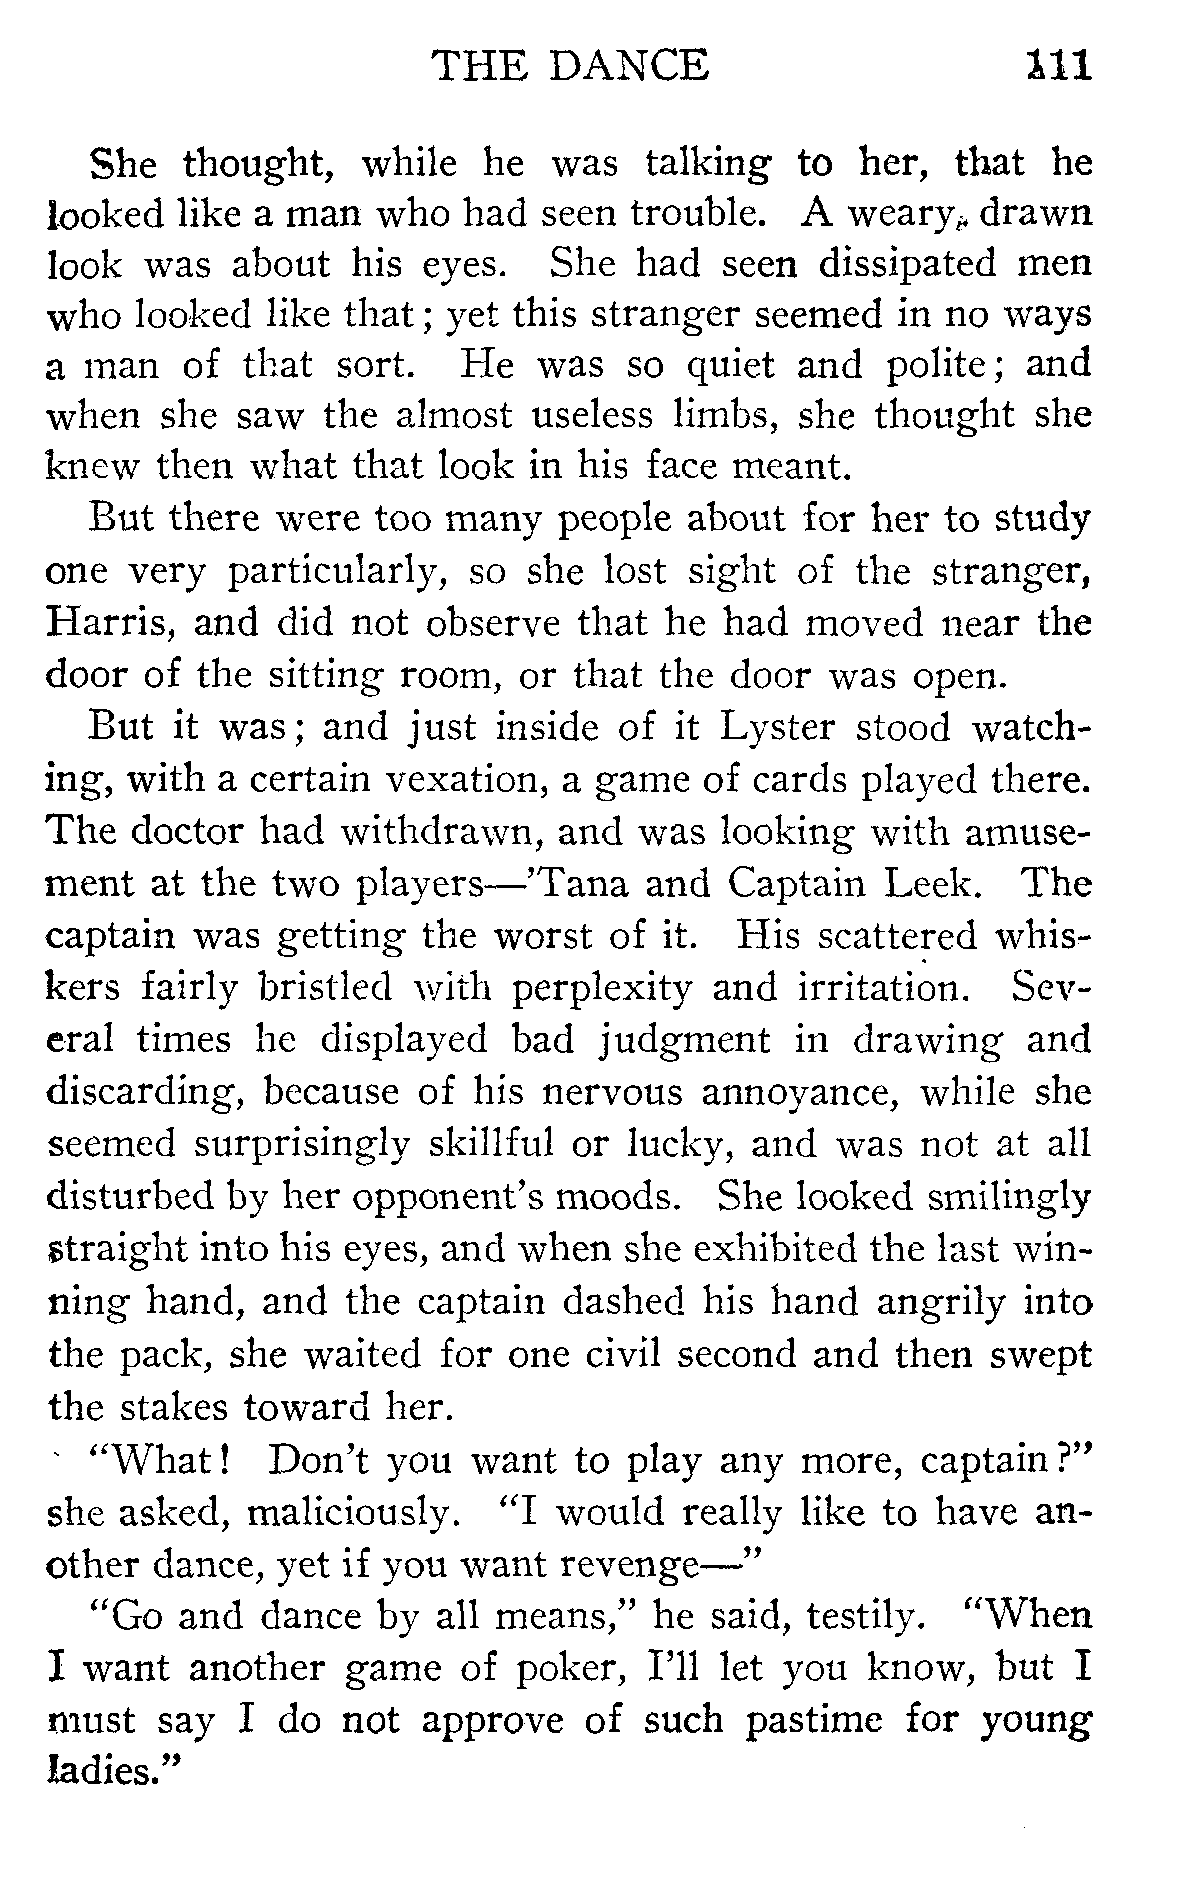 THE DANCE 111
She thought, while he was talking to her, that he
looked like a man who had seen trouble. A weary, drawn
look was about his eyes. She had seen dissipated men
who looked like that; yet this stranger seemed in no ways
a man of that sort. He was so quiet and polite; and
when she saw the almost useless limbs, she thought she
knew then what that look in his face meant.
But there were too many people about for her to study
one very particularly, so she lost sight of the stranger,
Harris, and did not observe that he had moved near the
door of the sitting room, or that the door was open.
But it was; and just inside of it Lyster stood watch-
ing, with a certain vexation, a game of cards played there.
The doctor had withdrawn, and was looking with amuse-
ment at the two players—'Tana and Captain Leek. The
captain was getting the worst of it. His scattered whis-
kers fairly bristled with perplexity and irritation. Sev-
eral times he displayed bad judgment in drawing and
discarding, because of his nervous annoyance, while she
seemed surprisingly skillful or lucky, and was not at all
disturbed by her opponent's moods. She looked smilingly
straight into his eyes, and when she exhibited the last win-
ning hand, and the captain dashed his hand angrily into
the pack, she waited for one civil second and then swept
the stakes toward her.
"What! Don't you want to play any more, captain?"
she asked, maliciously. "I would really like to have an-
other dance, yet if you want revenge—"
"Go and dance by all means," he said, testily. "When
I want another game of poker, I'll let you know, but I
must say I do not approve of such pastime for young
ladies."